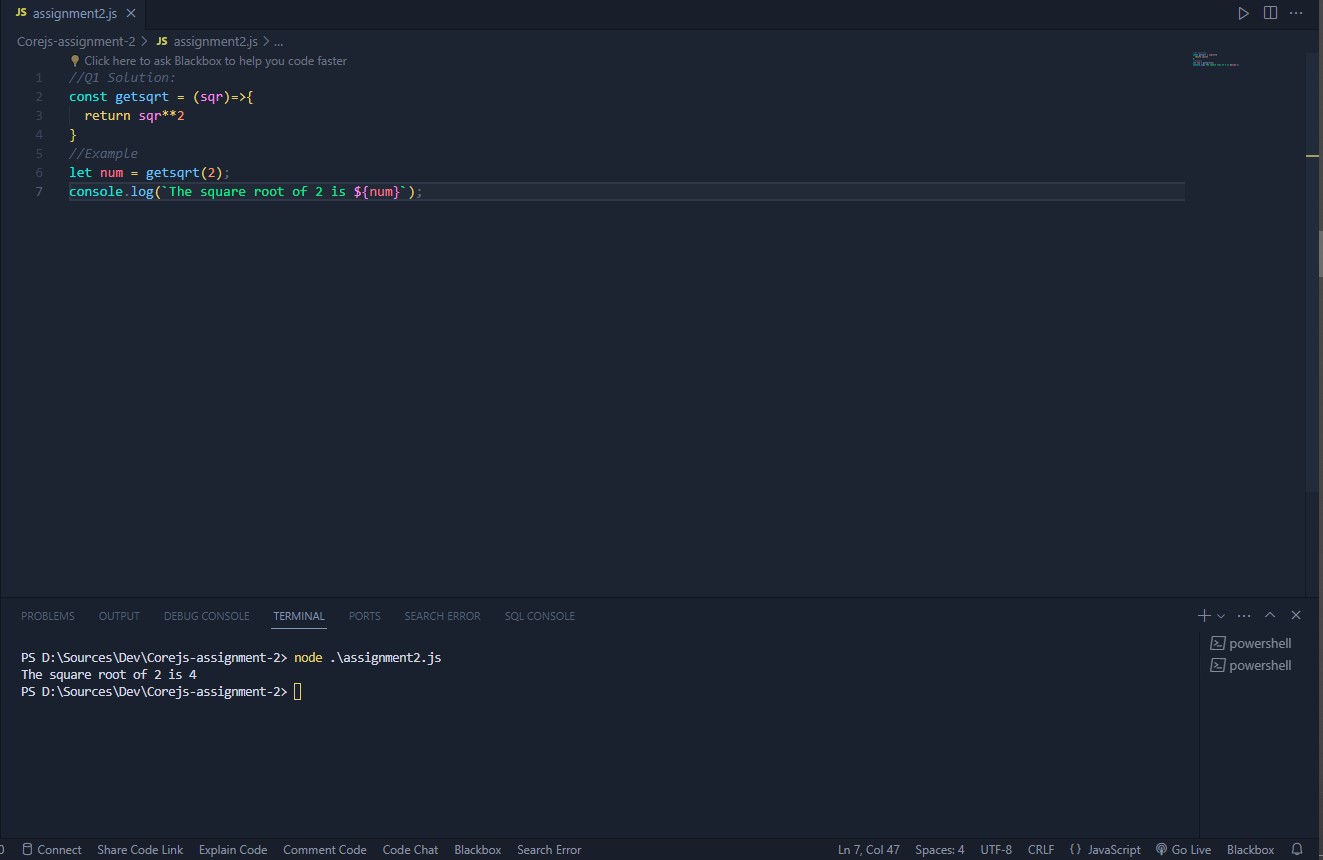 JS assignment2.js
Corejs-assignment-2 > JS assignment2.js > ...
Click here to ask Blackbox to help you code faster
1 //Q1 Solution:
2 const getsqrt = (sqr)=>{
3 return sqr**2
4 }
5 //Example
6 let num = getsqrt(2);
7 console.log(`The square root of 2 is ${num}`);
PROBLEMS OUTPUT DEBUG CONSOLE TERMINAL PORTS SEARCH ERROR SQL CONSOLE
powershell
powershell
PS D:\Sources\Dev\Corejs-assignment-2> node .\assignment2.js
The square root of 2 is 4
PS D:\Sources\Dev\Corejs-assignment-2>
0 Connect Share Code Link Explain Code Comment Code Code Chat Blackbox Search Error Ln 7, Col 47 Spaces: 4 UTF-8 CRLF {} JavaScript Go Live Blackbox